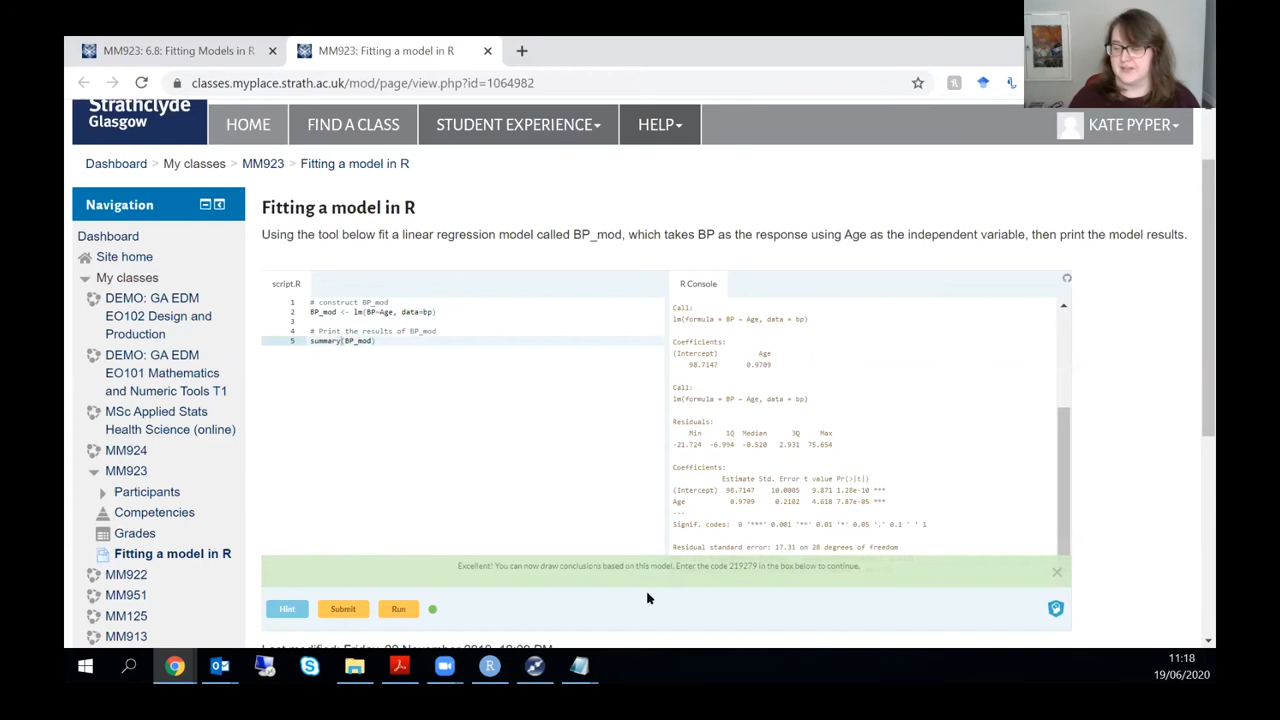 MM923: 6.8: Fitting Models in R
MM923: Fitting a model in R
classes.myplace.strath.ac.uk/mod/page/view.php?id=1064982
Strathclyde
Glasgow
HOME
FIND A CLASS
STUDENT EXPERIENCE
HELP
KATE PYPER
Dashboard > My classes > MM923 > Fitting a model in R
Navigation
Dashboard
Site home
My classes
DEMO: GA EDM
EO102 Design and
Production
DEMO: GA EDM
EO101 Mathematics
and Numeric Tools T1
MSc Applied Stats
Health Science (online)
MM924
MM923
Participants
Competencies
Grades
Fitting a model in R
MM922
MM951
MM125
MM913
Fitting a model in R
Using the tool below fit a linear regression model called BP_mod, which takes BP as the response using Age as the independent variable, then print the model results.
script.R
1 # construct BP_mod
2 BP_mod <- lm(BP~Age, data=bp)
3
4 # Print the results of BP_mod
5 summary(BP_mod)
R Console
Call:
lm(formula = BP ~ Age, data = bp)
Coefficients:
(Intercept) Age
98.7147 0.9709
Call:
lm(formula = BP ~ Age, data = bp)
Residuals:
Min 1Q Median 3Q Max
-21.724 -6.994 -0.520 2.931 75.654
Coefficients:
Estimate Std. Error t value Pr(>|t|)
(Intercept) 98.7147 10.0005 9.871 1.28e-10 ***
Age 0.9709 0.2102 4.618 7.87e-05 ***
---
Signif. codes: 0 '***' 0.001 '**' 0.01 '*' 0.05 '.' 0.1 ' ' 1
Residual standard error: 17.31 on 28 degrees of freedom
Excellent! You can now draw conclusions based on this model. Enter the code 219279 in the box below to continue.
Hint
Submit
Run
11:18
19/06/2020